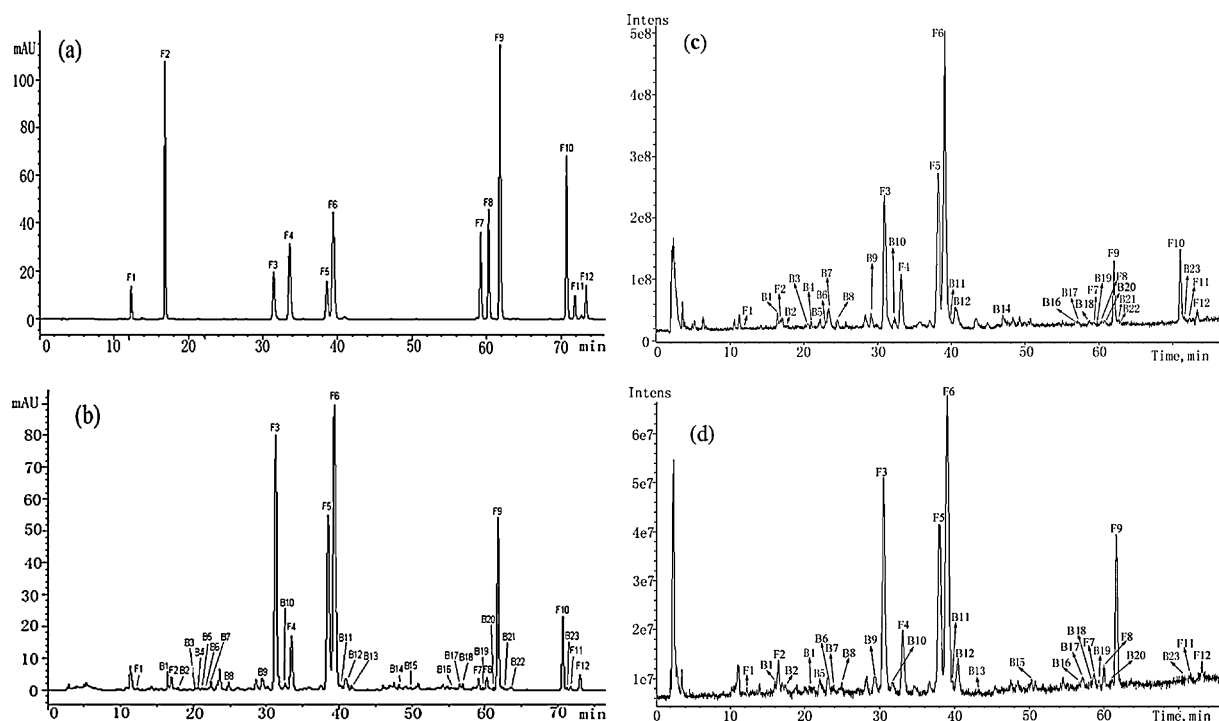 (a)
mAU
100
80
60
40
20
0
F1
F2
F3
F4
F5
F6
F7
F8
F9
F10
F11
F12
0 10 20 30 40 50 60 70
min
(c)
Intens
5e8
4e8
3e8
2e8
1e8
0
F1
B1
F2
B2
B3
B4
B5
B6
B7
B8
B9
F3
B10
F4
F5
F6
B11
B12
B14
B16
B17
B18
F7
B19
F9
F8
B20
B21
B22
F10
B23
F11
F12
0 10 20 30 40 50 60
Time, min
(b)
mAU
80
70
60
50
40
30
20
10
0
F1
B1
F2
B2
B3
B4
B5
B6
B7
B8
B9
F3
B10
F4
F5
F6
B11
B12
B13
B14
B15
B16
B17
B18
F7
B19
F8
B20
F9
B21
B22
F10
B23
F11
F12
0 10 20 30 40 50 60 70
min
(d)
Intens
6e7
5e7
4e7
3e7
2e7
1e7
0
F1
B1
F2
B2
B1
B5
B6
B7
B8
B9
F3
F4
B10
F5
F6
B11
B12
B13
B15
B16
B17
B18
F7
B19
F9
F8
B20
B23
F11
F12
0 10 20 30 40 50 60
Time, min